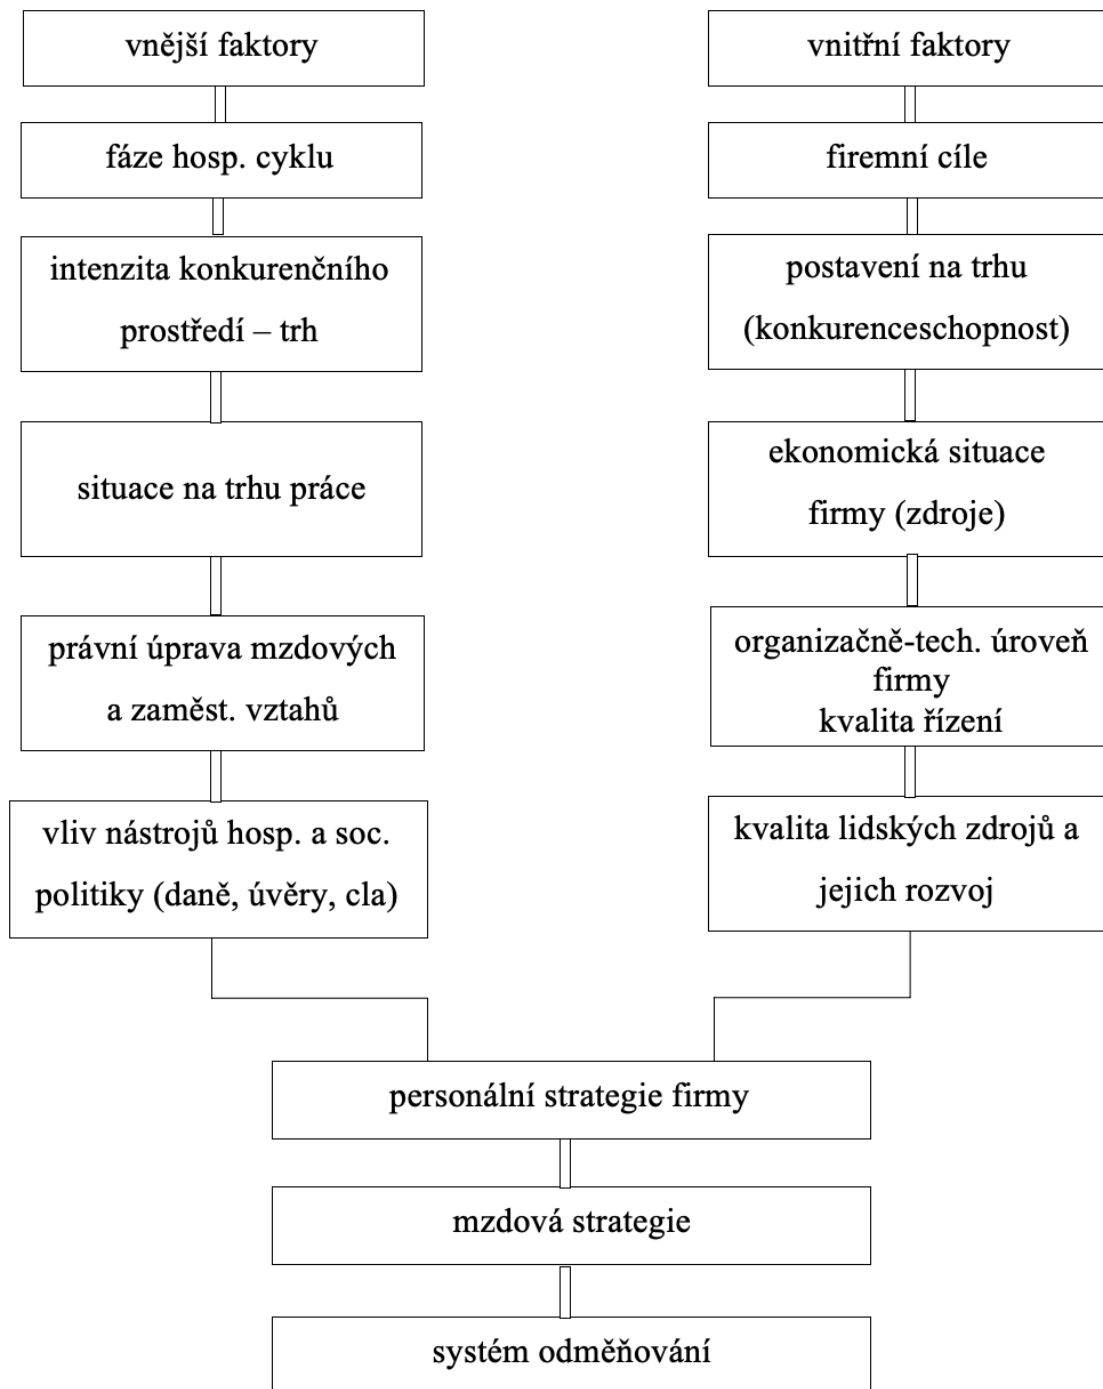 vnější faktory
fáze hosp. cyklu
intenzita konkurenčního
prostředí – trh
situace na trhu práce
právní úprava mzdových
a zaměst. vztahů
vliv nástrojů hosp. a soc.
politiky (daně, úvěry, cla)
vnitřní faktory
firemní cíle
postavení na trhu
(konkurenceschopnost)
ekonomická situace
firmy (zdroje)
organizačně-tech. úroveň
firmy
kvalita řízení
kvalita lidských zdrojů a
jejich rozvoj
personální strategie firmy
mzdová strategie
systém odměňování